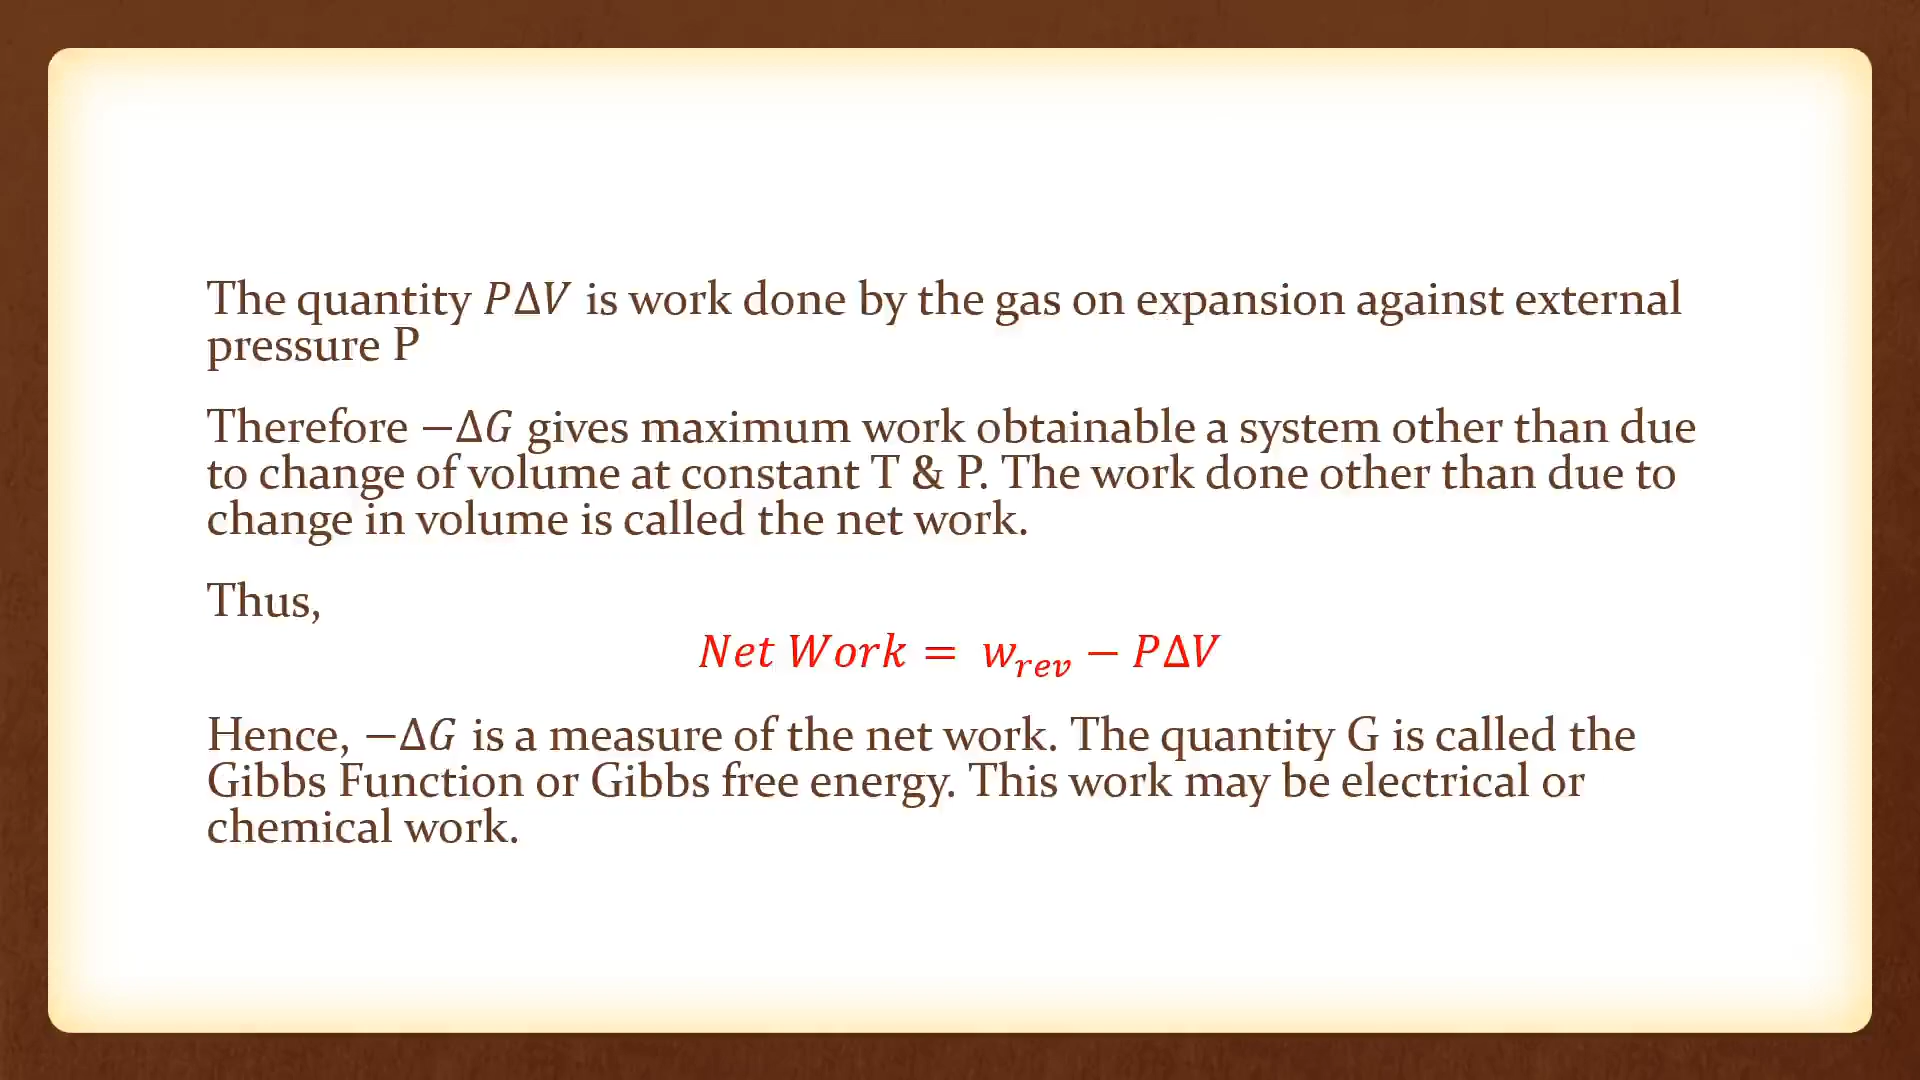 The quantity PΔV is work done by the gas on expansion against external
pressure P
Therefore −ΔG gives maximum work obtainable a system other than due
to change of volume at constant T & P. The work done other than due to
change in volume is called the net work.
Thus,
Net Work = w_rev − PΔV
Hence, −ΔG is a measure of the net work. The quantity G is called the
Gibbs Function or Gibbs free energy. This work may be electrical or
chemical work.